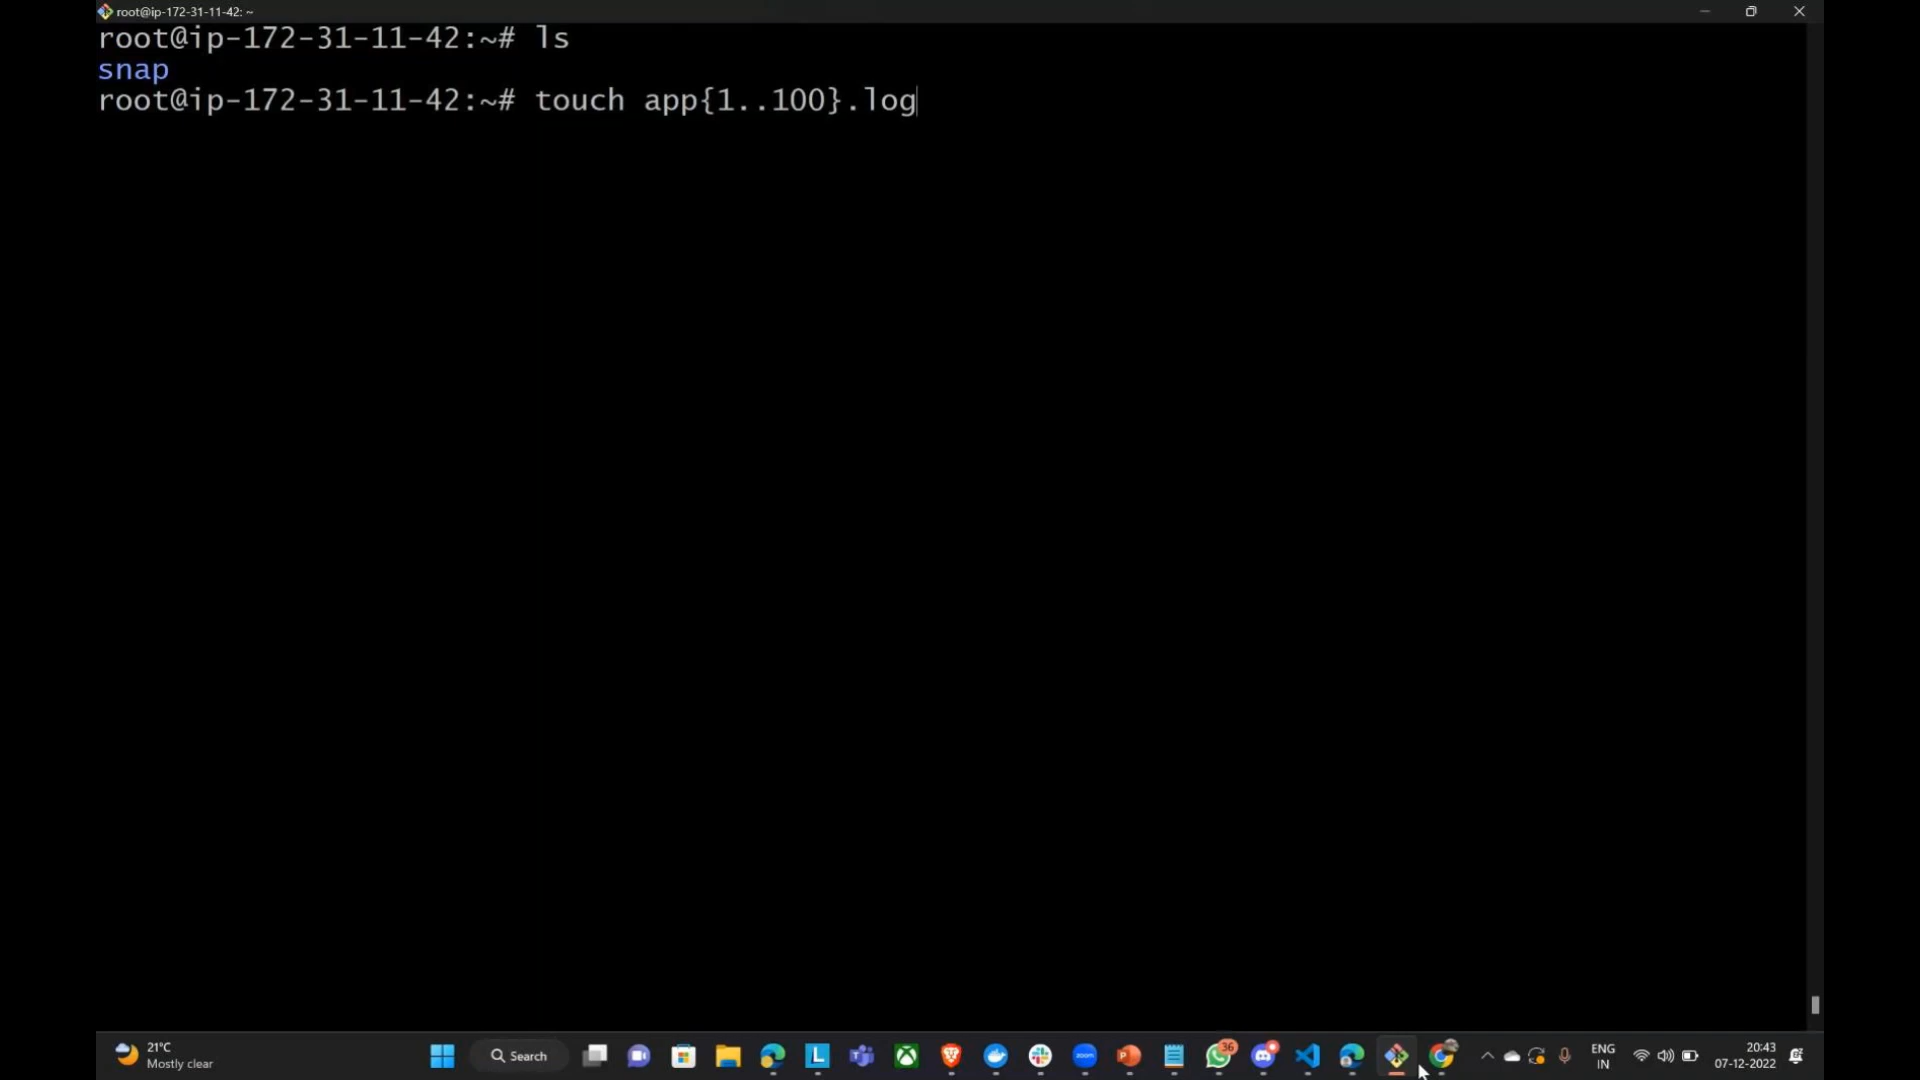 root@ip-172-31-11-42: ~
root@ip-172-31-11-42:~# ls
snap
root@ip-172-31-11-42:~# touch app{1..100}.log
21°C
Mostly clear
Search
L
zoom
P
36
ENG
IN
20:43
07-12-2022